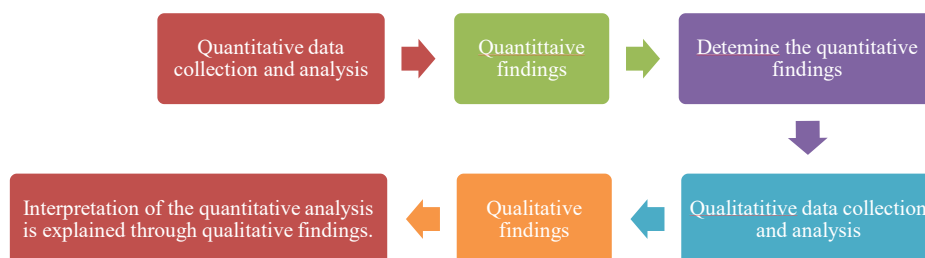 Quantitative data
collection and analysis
Quantittaive
findings
Detemine the quantitative
findings
Interpretation of the quantitative analysis
is explained through qualitative findings.
Qualitative
findings
Qualitatitive data collection
and analysis